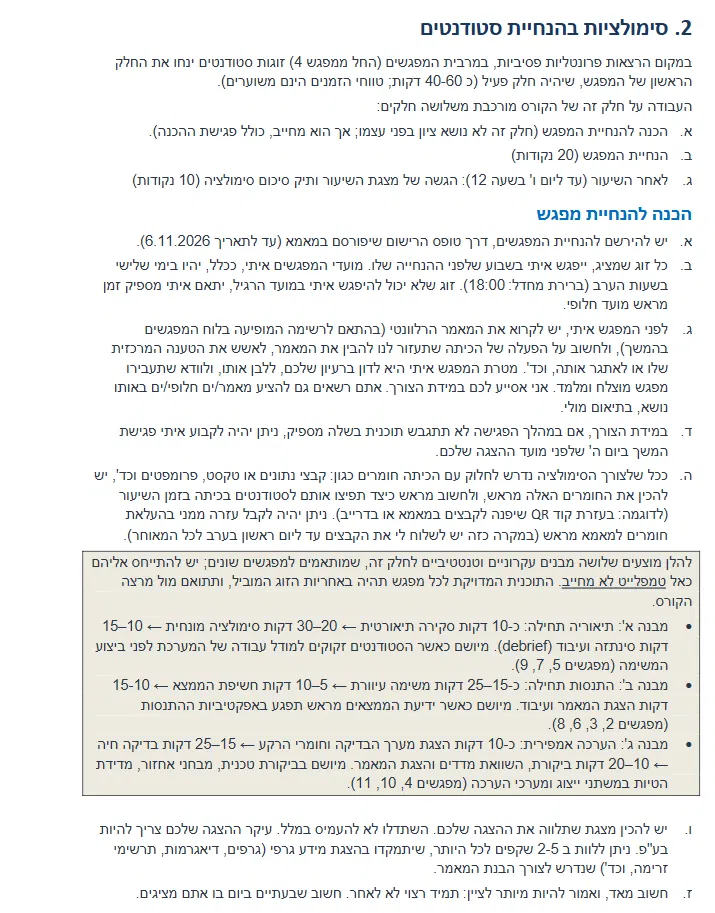 2. סימולציות בהנחיית סטודנטים
במקום הרצאות פרונטליות פסיביות, במרבית המפגשים (החל ממפגש 4) זוגות סטודנטים ינחו את החלק
הראשון של המפגש, שיהיה חלק פעיל (כ 40-60 דקות; טווחי הזמנים הינם משוערים).
העבודה על חלק זה של הקורס מורכבת משלושה חלקים:
א. הכנה להנחיית המפגש (חלק זה לא נושא ציון בפני עצמו; אך הוא מחייב, כולל פגישת ההכנה).
ב. הנחיית המפגש (20 נקודות)
ג. לאחר השיעור (עד ליום ו' בשעה 12): הגשה של מצגת השיעור ותיק סיכום סימולציה (10 נקודות)
הכנה להנחיית מפגש
א. יש להירשם להנחיית המפגשים, דרך טופס הרישום שיפורסם במאמא (עד לתאריך 6.11.2026).
ב. כל זוג שמציג, ייפגש איתי בשבוע שלפני ההנחייה שלו. מועדי המפגשים איתי, ככלל, יהיו בימי שלישי
בשעות הערב (ברירת מחדל: 18:00). זוג שלא יכול להיפגש איתי במועד הרגיל, יתאם איתי מספיק זמן
מראש מועד חלופי.
ג. לפני המפגש איתי, יש לקרוא את המאמר הרלוונטי (בהתאם לרשימה המופיעה בלוח המפגשים
בהמשך), ולחשוב על הפעלה של הכיתה שתעזור לנו להבין את המאמר, לאשש את הטענה המרכזית
שלו או לאתגר אותה, וכד'. מטרת המפגש איתי היא לדון ברעיון שלכם, ללבן אותו, ולוודא שתעבירו
מפגש מוצלח ומלמד. אני אסייע לכם במידת הצורך. אתם רשאים גם להציע מאמר/ים חלופי/ים באותו
נושא, בתיאום מולי.
ד. במידת הצורך, אם במהלך הפגישה לא תתגבש תוכנית בשלה מספיק, ניתן יהיה לקבוע איתי פגישת
המשך ביום ה' שלפני מועד ההצגה שלכם.
ה. ככל שלצורך הסימולציה נדרש לחלוק עם הכיתה חומרים כגון: קבצי נתונים או טקסט, פרומפטים וכד', יש
להכין את החומרים האלה מראש, ולחשוב מראש כיצד תפיצו אותם לסטודנטים בכיתה בזמן השיעור
(לדוגמה: בעזרת קוד QR שיפנה לקבצים במאמא או בדרייב). ניתן יהיה לקבל עזרה ממני בהעלאת
חומרים למאמא מראש (במקרה כזה יש לשלוח לי את הקבצים עד ליום ראשון בערב לכל המאוחר).
להלן מוצעים שלושה מבנים עקרוניים וטנטטיביים לחלק זה, שמותאמים למפגשים שונים; יש להתייחס אליהם
כאל טמפלייט לא מחייב. התוכנית המדויקת לכל מפגש תהיה באחריות הזוג המוביל, ותתואם מול מרצה
הקורס.
• מבנה א': תיאוריה תחילה: כ-10 דקות סקירה תיאורטית ← 20–30 דקות סימולציה מונחית ← 10–15
דקות סינתזה ועיבוד (debrief). מיושם כאשר הסטודנטים זקוקים למודל עבודה של המערכת לפני ביצוע
המשימה (מפגשים 5, 7, 9).
• מבנה ב': התנסות תחילה: כ-15–25 דקות משימה עיוורת ← 5–10 דקות חשיפת הממצא ← 15-10
דקות הצגת המאמר ועיבוד. מיושם כאשר ידיעת הממצאים מראש תפגע באפקטיביות ההתנסות
(מפגשים 2, 3, 6, 8).
• מבנה ג': הערכה אמפירית: כ-10 דקות הצגת מערך הבדיקה וחומרי הרקע ← 15–25 דקות בדיקה חיה
← 10–20 דקות ביקורת, השוואת מדדים והצגת המאמר. מיושם בביקורת טכנית, מבחני אחזור, מדידת
הטיות במשתני ייצוג ומערכי הערכה (מפגשים 4, 10, 11).
ו. יש להכין מצגת שתלווה את ההצגה שלכם. השתדלו לא להעמיס במלל. עיקר ההצגה שלכם צריך להיות
בע"פ. ניתן ללוות ב 2-5 שקפים לכל היותר, שיתמקדו בהצגת מידע גרפי (גרפים, דיאגרמות, תרשימי
זרימה, וכד') שנדרש לצורך הבנת המאמר.
ז. חשוב מאד, ואמור להיות מיותר לציין: תמיד רצוי לא לאחר. חשוב שבעתיים ביום בו אתם מציגים.